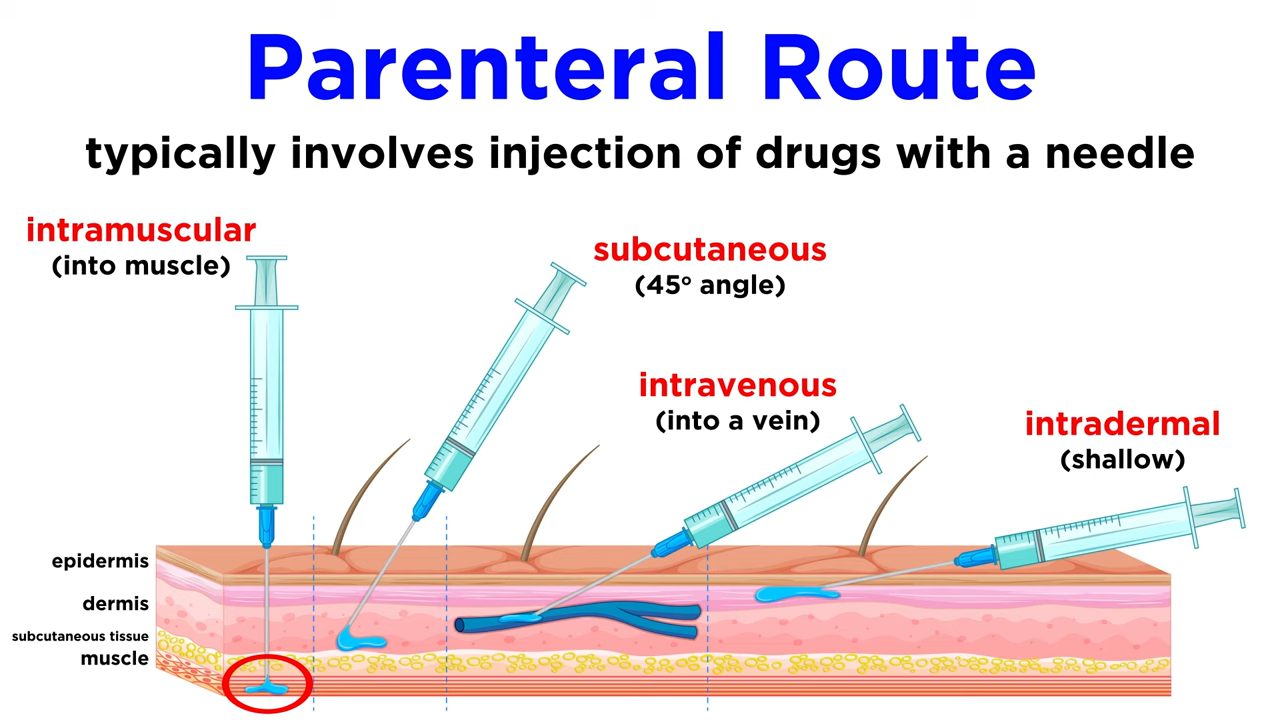 Parenteral Route
typically involves injection of drugs with a needle
intramuscular
(into muscle)
subcutaneous
(45° angle)
intravenous
(into a vein)
intradermal
(shallow)
epidermis
dermis
subcutaneous tissue
muscle